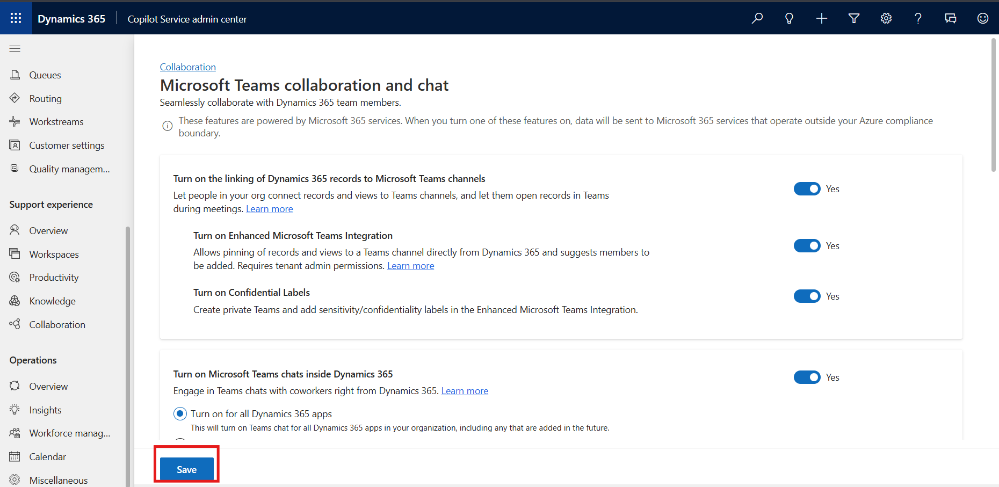 Dynamics 365
Copilot Service admin center
Queues
Routing
Workstreams
Customer settings
Quality managem...
Support experience
Overview
Workspaces
Productivity
Knowledge
Collaboration
Operations
Overview
Insights
Workforce manag...
Calendar
Miscellaneous
Collaboration
Microsoft Teams collaboration and chat
Seamlessly collaborate with Dynamics 365 team members.
These features are powered by Microsoft 365 services. When you turn one of these features on, data will be sent to Microsoft 365 services that operate outside your Azure compliance
boundary.
Turn on the linking of Dynamics 365 records to Microsoft Teams channels
Let people in your org connect records and views to Teams channels, and let them open records in Teams
during meetings. Learn more
Yes
Turn on Enhanced Microsoft Teams Integration
Allows pinning of records and views to a Teams channel directly from Dynamics 365 and suggests members to
be added. Requires tenant admin permissions. Learn more
Yes
Turn on Confidential Labels
Create private Teams and add sensitivity/confidentiality labels in the Enhanced Microsoft Teams Integration.
Yes
Turn on Microsoft Teams chats inside Dynamics 365
Engage in Teams chats with coworkers right from Dynamics 365. Learn more
Yes
Turn on for all Dynamics 365 apps
This will turn on Teams chat for all Dynamics 365 apps in your organization, including any that are added in the future.
Save